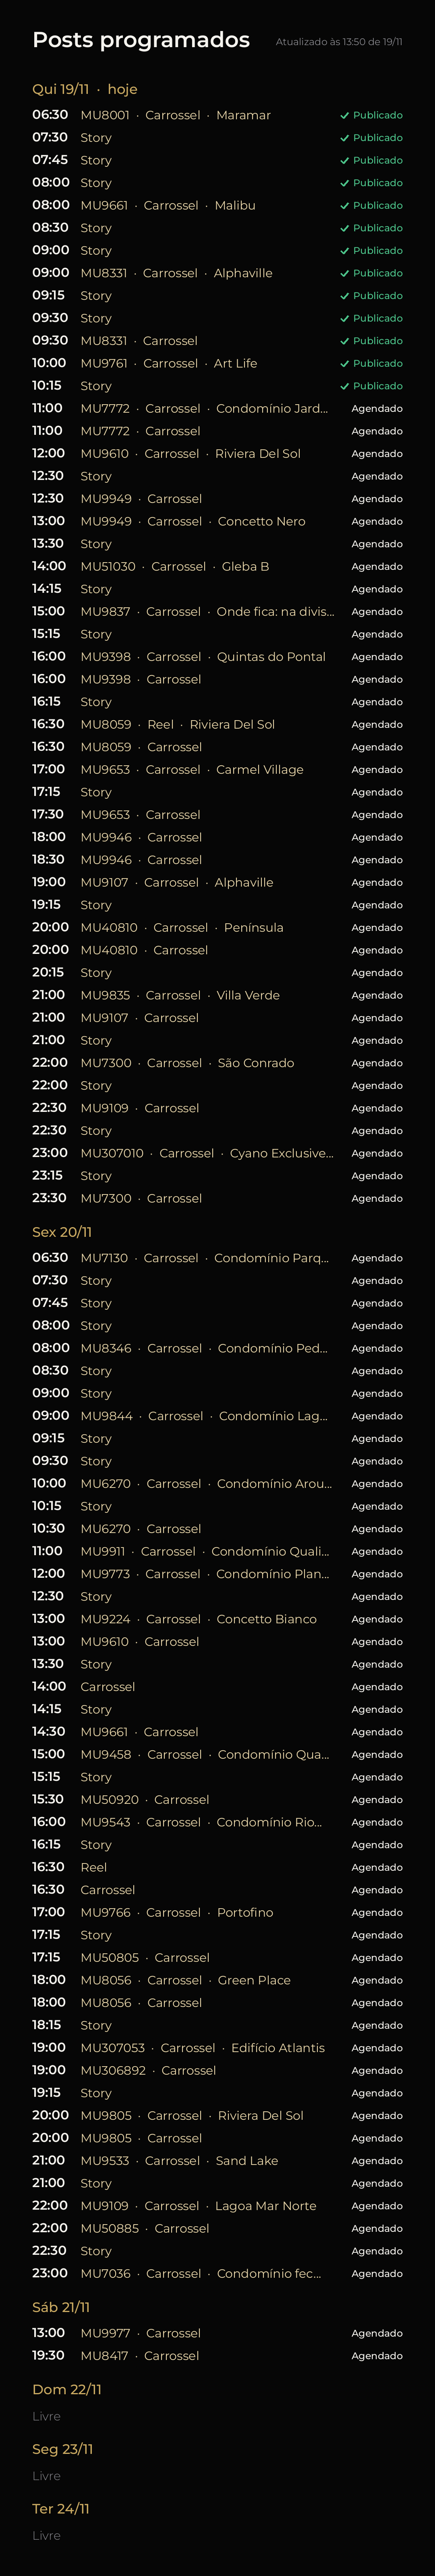 Posts programados Atualizado às 13:50 de 19/11
Qui 19/11 · hoje
06:30 MU8001 · Carrossel · Maramar ✓ Publicado
07:30 Story ✓ Publicado
07:45 Story ✓ Publicado
08:00 Story ✓ Publicado
08:00 MU9661 · Carrossel · Malibu ✓ Publicado
08:30 Story ✓ Publicado
09:00 Story ✓ Publicado
09:00 MU8331 · Carrossel · Alphaville ✓ Publicado
09:15 Story ✓ Publicado
09:30 Story ✓ Publicado
09:30 MU8331 · Carrossel ✓ Publicado
10:00 MU9761 · Carrossel · Art Life ✓ Publicado
10:15 Story ✓ Publicado
11:00 MU7772 · Carrossel · Condomínio Jard... Agendado
11:00 MU7772 · Carrossel Agendado
12:00 MU9610 · Carrossel · Riviera Del Sol Agendado
12:30 Story Agendado
12:30 MU9949 · Carrossel Agendado
13:00 MU9949 · Carrossel · Concetto Nero Agendado
13:30 Story Agendado
14:00 MU51030 · Carrossel · Gleba B Agendado
14:15 Story Agendado
15:00 MU9837 · Carrossel · Onde fica: na divis... Agendado
15:15 Story Agendado
16:00 MU9398 · Carrossel · Quintas do Pontal Agendado
16:00 MU9398 · Carrossel Agendado
16:15 Story Agendado
16:30 MU8059 · Reel · Riviera Del Sol Agendado
16:30 MU8059 · Carrossel Agendado
17:00 MU9653 · Carrossel · Carmel Village Agendado
17:15 Story Agendado
17:30 MU9653 · Carrossel Agendado
18:00 MU9946 · Carrossel Agendado
18:30 MU9946 · Carrossel Agendado
19:00 MU9107 · Carrossel · Alphaville Agendado
19:15 Story Agendado
20:00 MU40810 · Carrossel · Península Agendado
20:00 MU40810 · Carrossel Agendado
20:15 Story Agendado
21:00 MU9835 · Carrossel · Villa Verde Agendado
21:00 MU9107 · Carrossel Agendado
21:00 Story Agendado
22:00 MU7300 · Carrossel · São Conrado Agendado
22:00 Story Agendado
22:30 MU9109 · Carrossel Agendado
22:30 Story Agendado
23:00 MU307010 · Carrossel · Cyano Exclusive... Agendado
23:15 Story Agendado
23:30 MU7300 · Carrossel Agendado
Sex 20/11
06:30 MU7130 · Carrossel · Condomínio Parq... Agendado
07:30 Story Agendado
07:45 Story Agendado
08:00 Story Agendado
08:00 MU8346 · Carrossel · Condomínio Ped... Agendado
08:30 Story Agendado
09:00 Story Agendado
09:00 MU9844 · Carrossel · Condomínio Lag... Agendado
09:15 Story Agendado
09:30 Story Agendado
10:00 MU6270 · Carrossel · Condomínio Arou... Agendado
10:15 Story Agendado
10:30 MU6270 · Carrossel Agendado
11:00 MU9911 · Carrossel · Condomínio Quali... Agendado
12:00 MU9773 · Carrossel · Condomínio Plan... Agendado
12:30 Story Agendado
13:00 MU9224 · Carrossel · Concetto Bianco Agendado
13:00 MU9610 · Carrossel Agendado
13:30 Story Agendado
14:00 Carrossel Agendado
14:15 Story Agendado
14:30 MU9661 · Carrossel Agendado
15:00 MU9458 · Carrossel · Condomínio Qua... Agendado
15:15 Story Agendado
15:30 MU50920 · Carrossel Agendado
16:00 MU9543 · Carrossel · Condomínio Rio... Agendado
16:15 Story Agendado
16:30 Reel Agendado
16:30 Carrossel Agendado
17:00 MU9766 · Carrossel · Portofino Agendado
17:15 Story Agendado
17:15 MU50805 · Carrossel Agendado
18:00 MU8056 · Carrossel · Green Place Agendado
18:00 MU8056 · Carrossel Agendado
18:15 Story Agendado
19:00 MU307053 · Carrossel · Edifício Atlantis Agendado
19:00 MU306892 · Carrossel Agendado
19:15 Story Agendado
20:00 MU9805 · Carrossel · Riviera Del Sol Agendado
20:00 MU9805 · Carrossel Agendado
21:00 MU9533 · Carrossel · Sand Lake Agendado
21:00 Story Agendado
22:00 MU9109 · Carrossel · Lagoa Mar Norte Agendado
22:00 MU50885 · Carrossel Agendado
22:30 Story Agendado
23:00 MU7036 · Carrossel · Condomínio fec... Agendado
Sáb 21/11
13:00 MU9977 · Carrossel Agendado
19:30 MU8417 · Carrossel Agendado
Dom 22/11
Livre
Seg 23/11
Livre
Ter 24/11
Livre